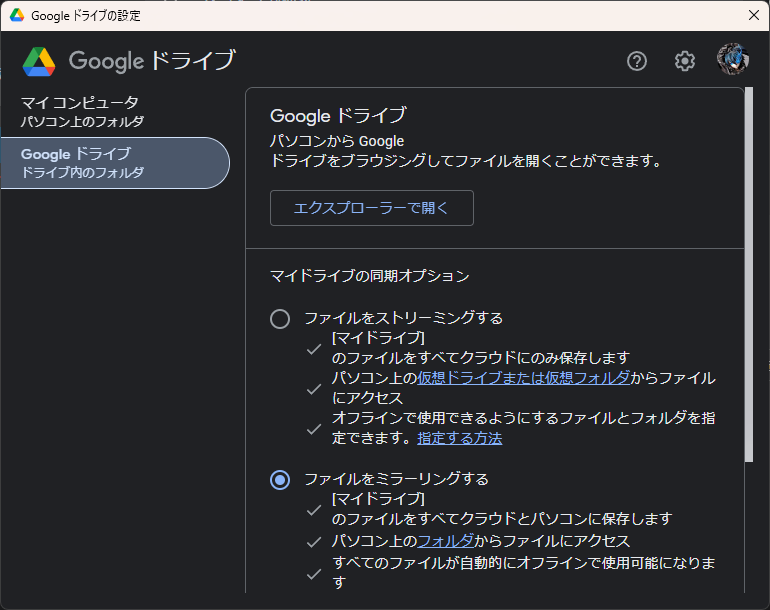 Google ドライブの設定
Google ドライブ
マイ コンピュータ
パソコン上のフォルダ
Google ドライブ
ドライブ内のフォルダ
Google ドライブ
パソコンから Google
ドライブをブラウジングしてファイルを開くことができます。
エクスプローラーで開く
マイドライブの同期オプション
ファイルをストリーミングする
[マイドライブ]
のファイルをすべてクラウドにのみ保存します
パソコン上の仮想ドライブまたは仮想フォルダからファイル
にアクセス
オフラインで使用できるようにするファイルとフォルダを指
定できます。指定する方法
ファイルをミラーリングする
[マイドライブ]
のファイルをすべてクラウドとパソコンに保存します
パソコン上のフォルダからファイルにアクセス
すべてのファイルが自動的にオフラインで使用可能になりま
す